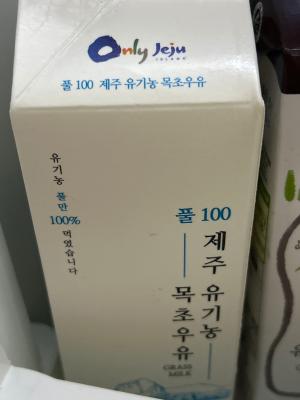 Only Jeju
ISLAND
풀 100 제주 유기농 목초우유
유기농 풀만 100% 먹였습니다
풀 100
제주 유기농
목초우유
GRASS
MILK